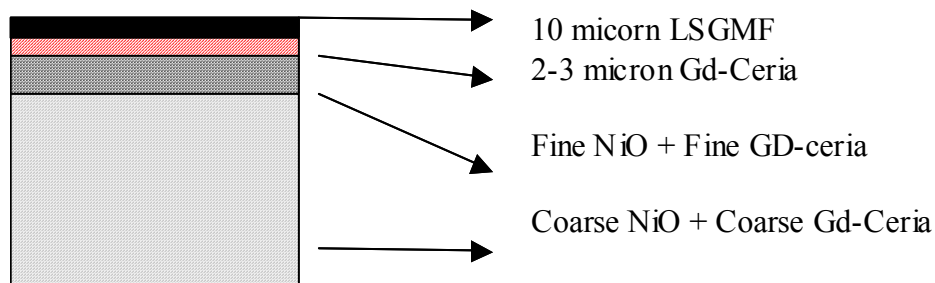 10 micorn LSGMF
2-3 micron Gd-Ceria
Fine NiO + Fine GD-ceria
Coarse NiO + Coarse Gd-Ceria